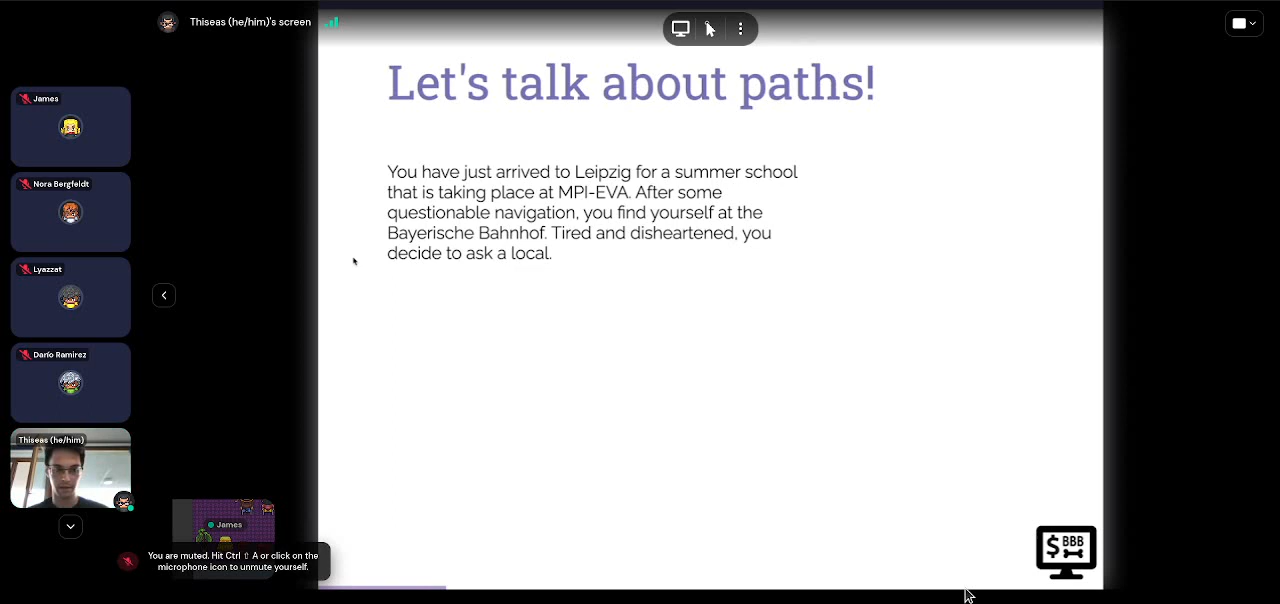 Thiseas (he/him)'s screen
James
Nora Bergfeldt
Lyazzat
Darío Ramirez
Thiseas (he/him)
James
You are muted. Hit Ctrl ⇧ A or click on the
microphone icon to unmute yourself.
Let's talk about paths!
You have just arrived to Leipzig for a summer school
that is taking place at MPI-EVA. After some
questionable navigation, you find yourself at the
Bayerische Bahnhof. Tired and disheartened, you
decide to ask a local.
$ BBB